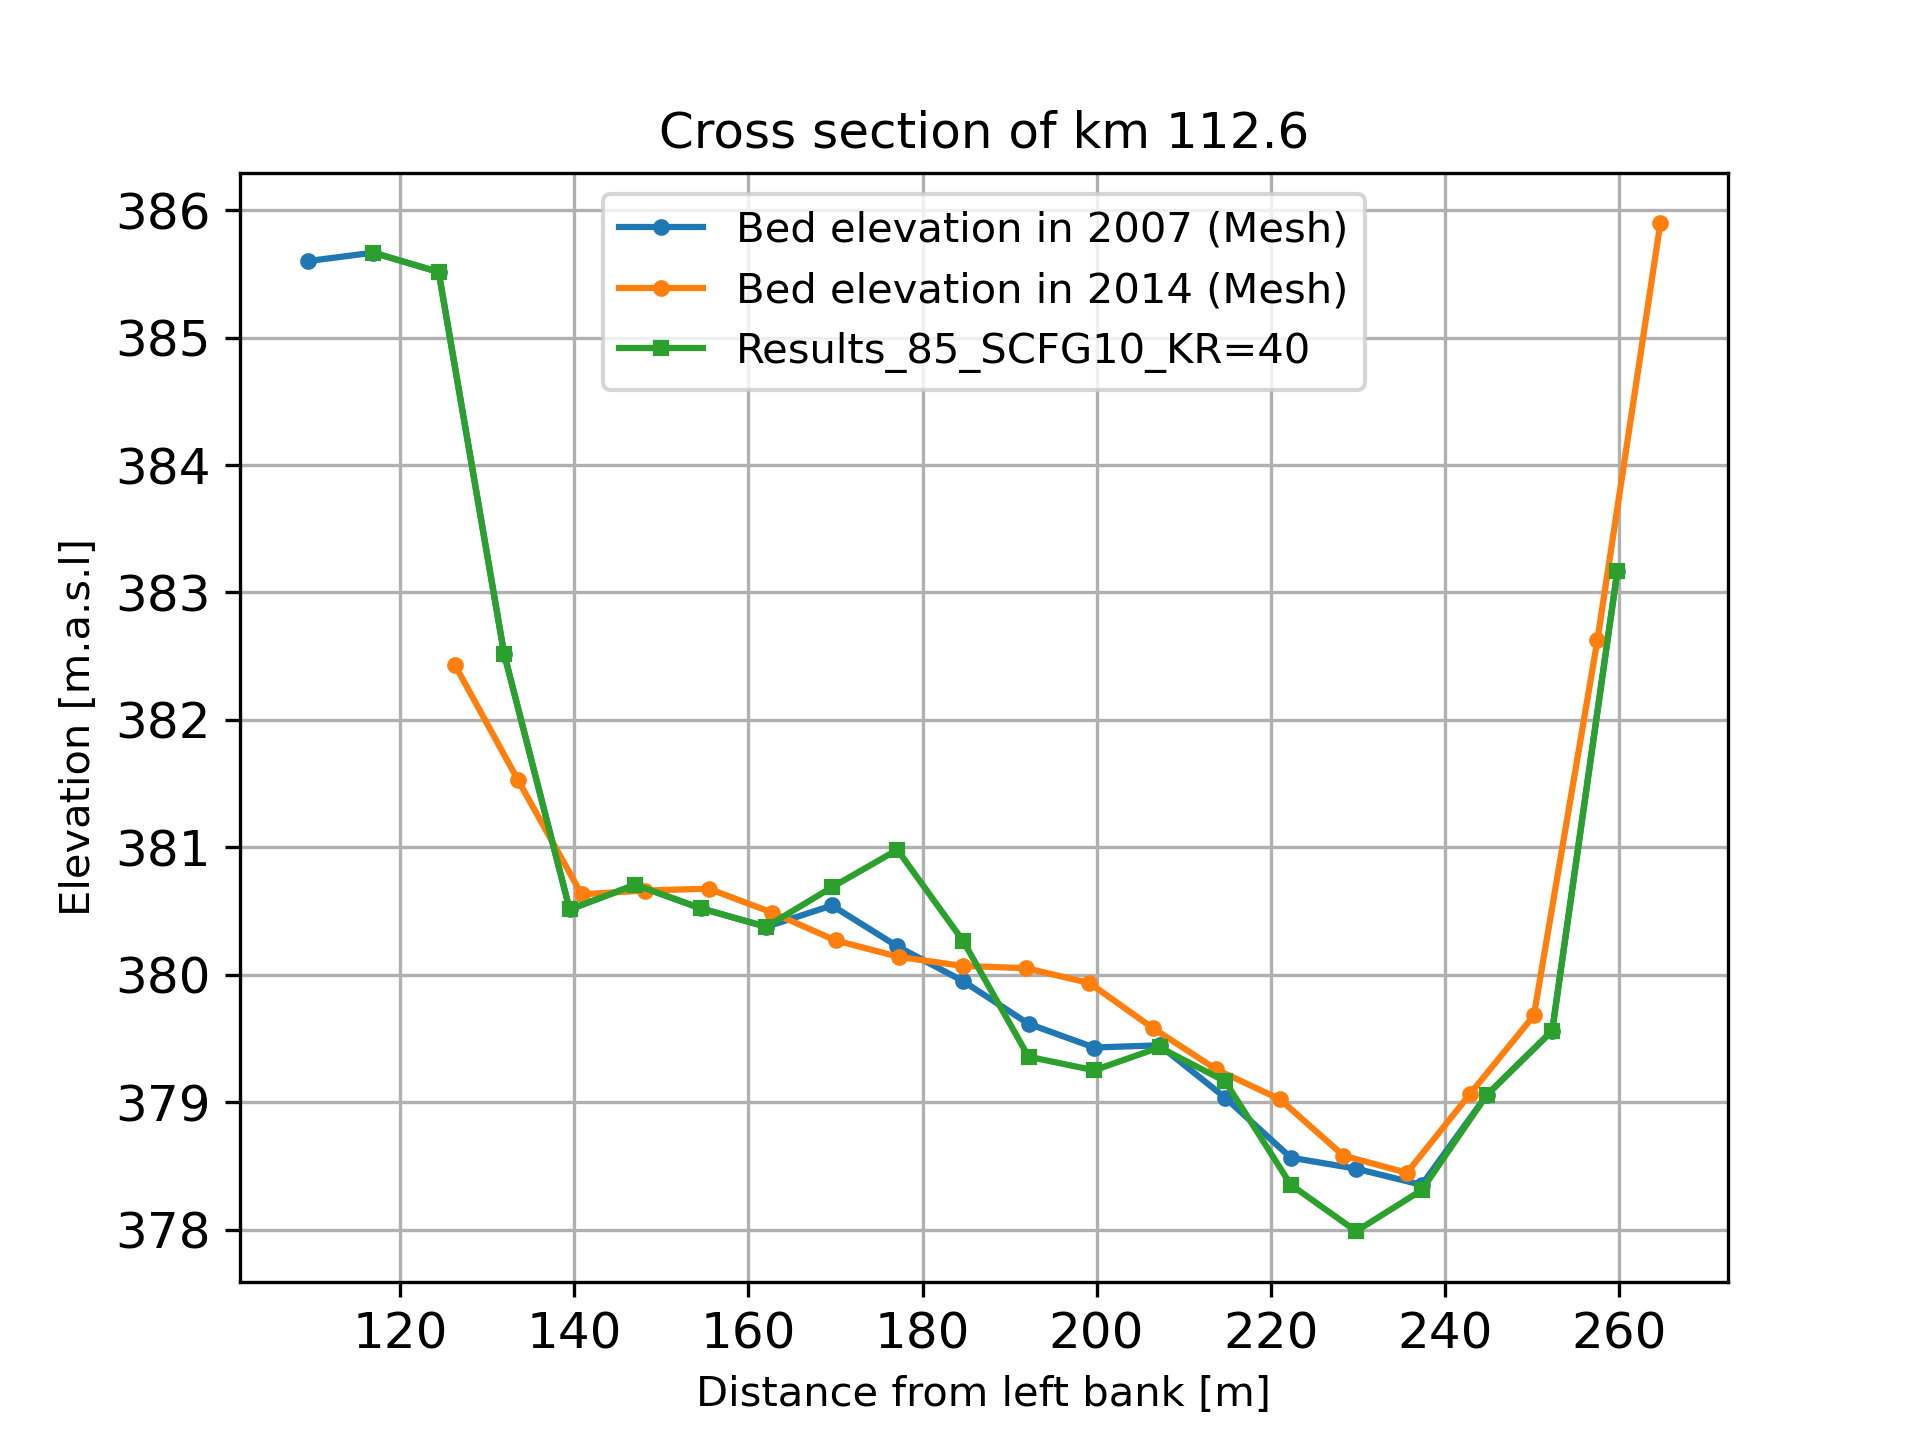 Cross section of km 112.6
Bed elevation in 2007 (Mesh)
Bed elevation in 2014 (Mesh)
Results_85_SCFG10_KR=40
386
385
384
383
382
381
380
379
378
Elevation [m.a.s.l]
120 140 160 180 200 220 240 260
Distance from left bank [m]